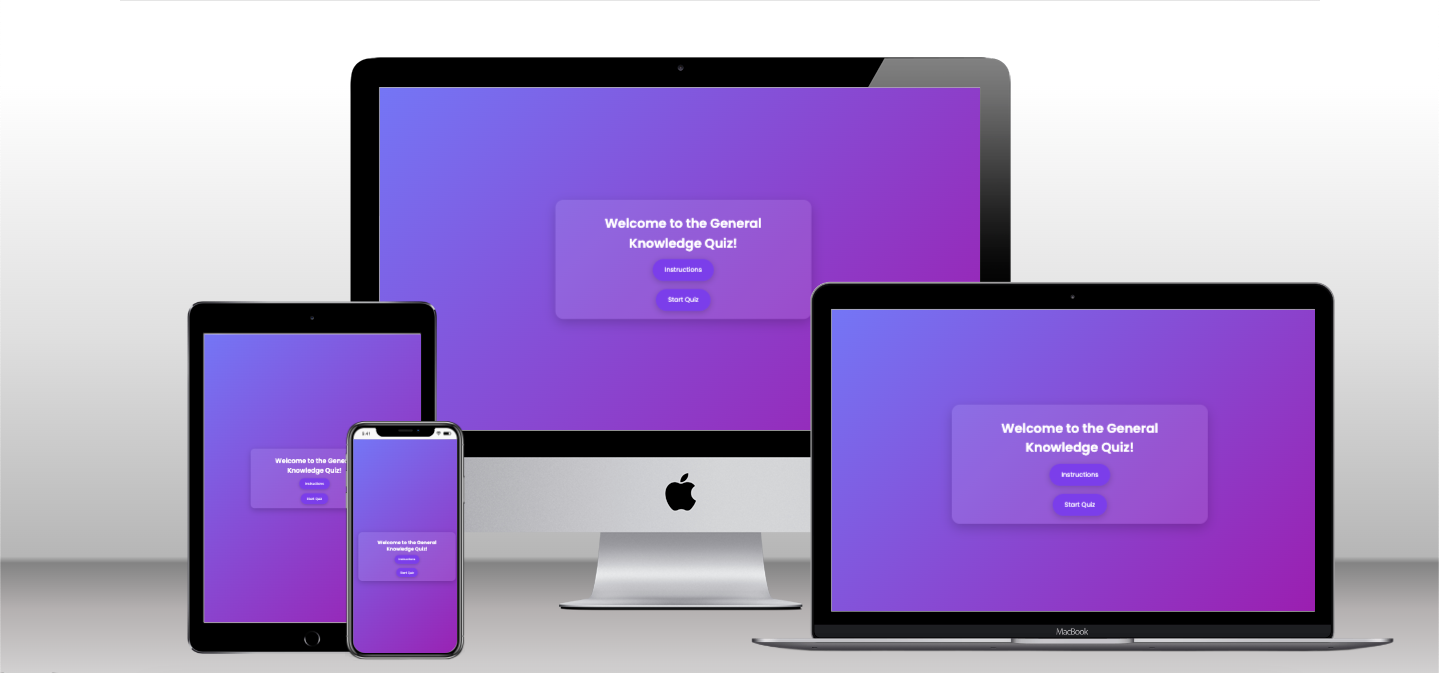 Welcome to the General
Knowledge Quiz!
Instructions
Start Quiz
Welcome to the General
Knowledge Quiz!
Instructions
Start Quiz
MacBook
Welcome to the Gener
Knowledge Quiz!
Instructions
Start Quiz
9:41
Welcome to the General
Knowledge Quiz!
Instructions
Start Quiz